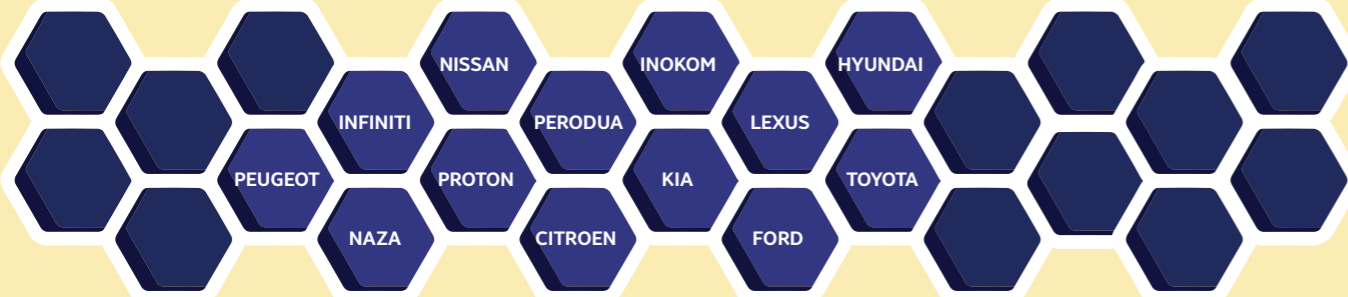 NISSAN
INOKOM
HYUNDAI
INFINITI
PERODUA
LEXUS
PEUGEOT
PROTON
KIA
TOYOTA
NAZA
CITROEN
FORD